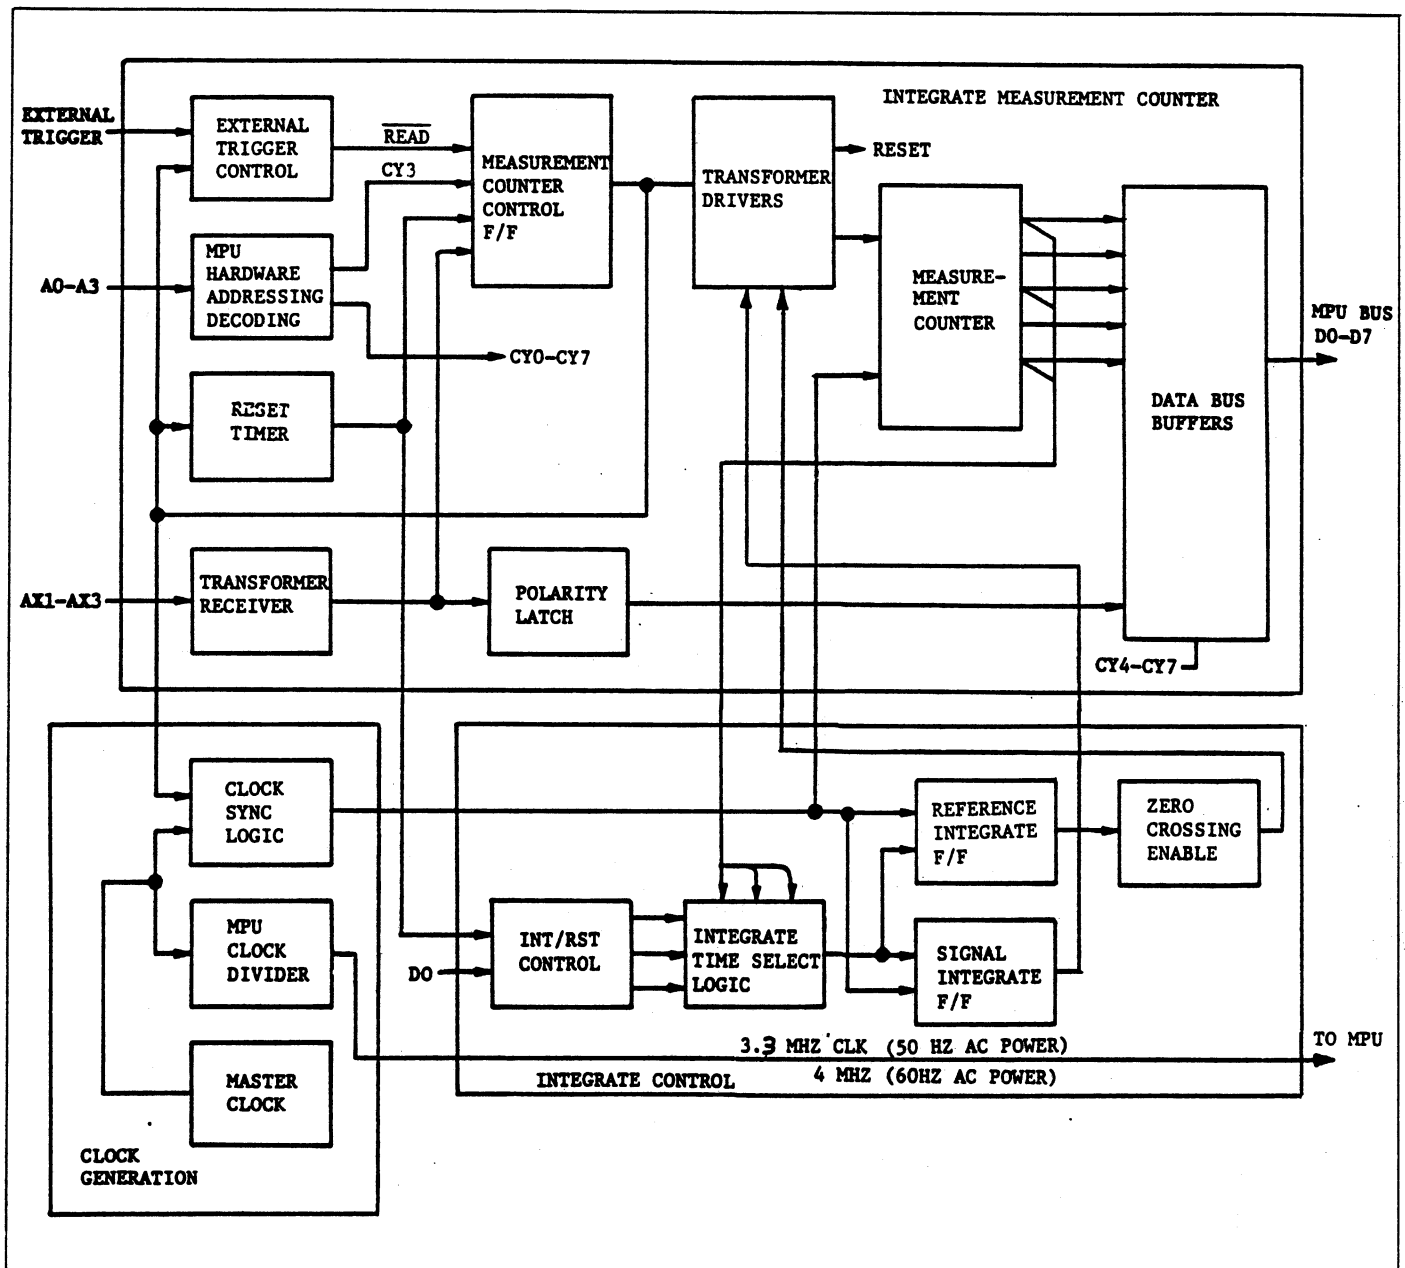 INTEGRATE MEASUREMENT COUNTER
EXTERNAL
TRIGGER
EXTERNAL
TRIGGER
CONTROL
READ
CY3
MEASUREMENT
COUNTER
CONTROL
F/F
TRANSFORMER
DRIVERS
RESET
MPU
HARDWARE
ADDRESSING
DECODING
A0-A3
CY0-CY7
MEASURE-
MENT
COUNTER
MPU BUS
D0-D7
DATA BUS
BUFFERS
RESET
TIMER
AX1-AX3
TRANSFORMER
RECEIVER
POLARITY
LATCH
CY4-CY7
CLOCK
SYNC
LOGIC
REFERENCE
INTEGRATE
F/F
ZERO
CROSSING
ENABLE
MPU
CLOCK
DIVIDER
D0
INT/RST
CONTROL
INTEGRATE
TIME SELECT
LOGIC
SIGNAL
INTEGRATE
F/F
3.3 MHZ CLK (50 HZ AC POWER)
4 MHZ (60HZ AC POWER)
TO MPU
INTEGRATE CONTROL
MASTER
CLOCK
CLOCK
GENERATION